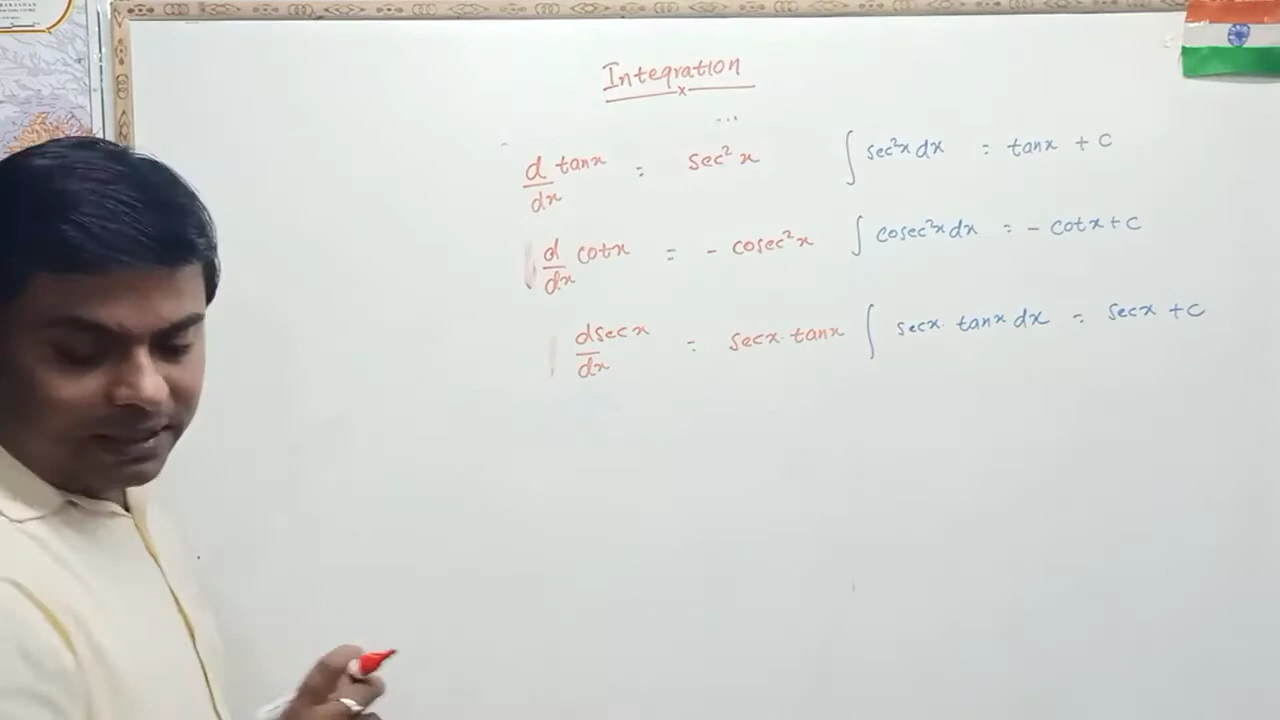 Integration
d/dx tanx = sec²x ∫ sec²x dx = tanx + c
d/dx cotx = - cosec²x ∫ cosec²x dx = - cotx + c
dsecx/dx = secx · tanx ∫ secx · tanx dx = secx + c